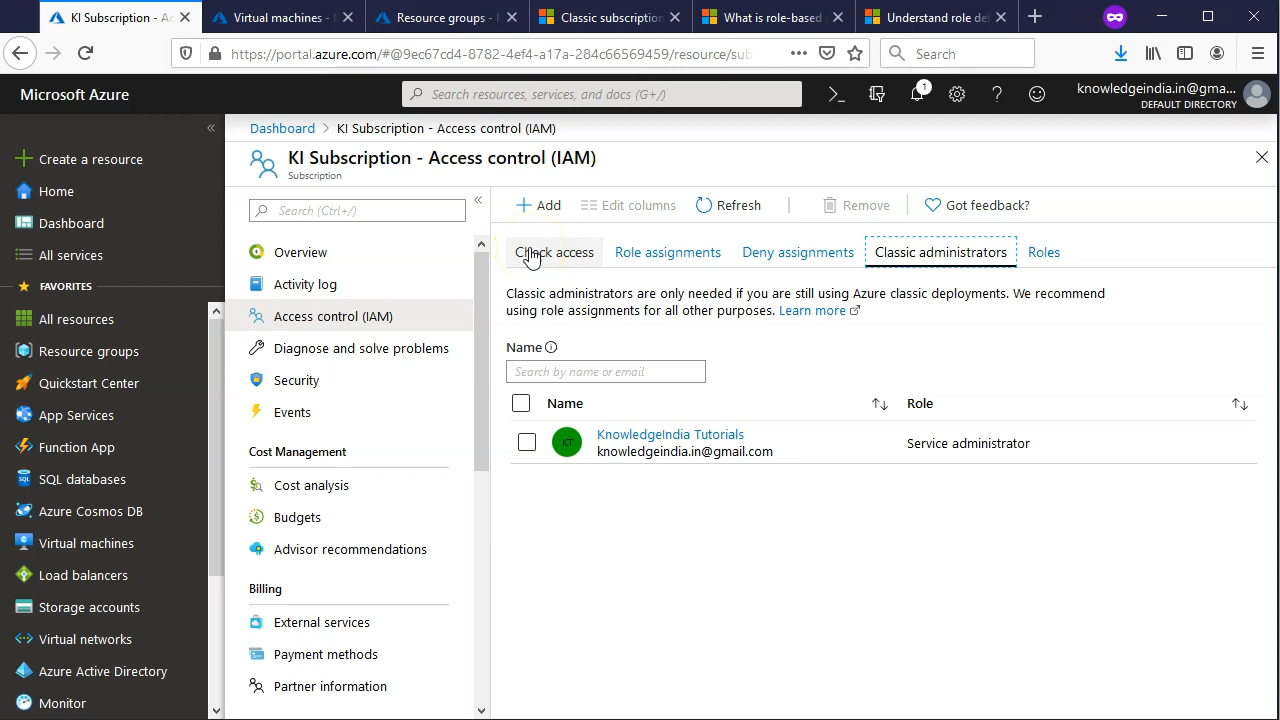 KI Subscription - Ac
Virtual machines -
Resource groups - M
Classic subscription
What is role-based
Understand role de
https://portal.azure.com/#@9ec67cd4-8782-4ef4-a17a-284c66569459/resource/sub
Search
Microsoft Azure
Search resources, services, and docs (G+/)
1
knowledgeindia.in@gma...
DEFAULT DIRECTORY
Create a resource
Home
Dashboard
All services
FAVORITES
All resources
Resource groups
Quickstart Center
App Services
Function App
SQL databases
Azure Cosmos DB
Virtual machines
Load balancers
Storage accounts
Virtual networks
Azure Active Directory
Monitor
Dashboard > KI Subscription - Access control (IAM)
KI Subscription - Access control (IAM)
Subscription
Search (Ctrl+/)
Overview
Activity log
Access control (IAM)
Diagnose and solve problems
Security
Events
Cost Management
Cost analysis
Budgets
Advisor recommendations
Billing
External services
Payment methods
Partner information
Add
Edit columns
Refresh
Remove
Got feedback?
Check access
Role assignments
Deny assignments
Classic administrators
Roles
Classic administrators are only needed if you are still using Azure classic deployments. We recommend
using role assignments for all other purposes. Learn more
Name
Search by name or email
Name
Role
KT
KnowledgeIndia Tutorials
knowledgeindia.in@gmail.com
Service administrator